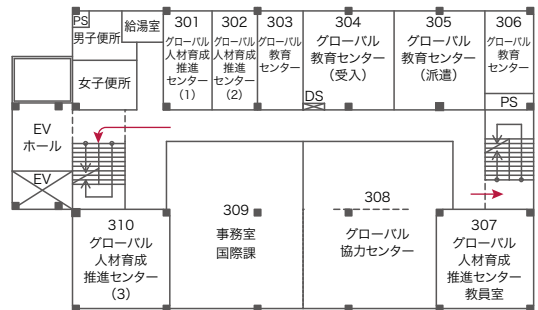 PS
男子便所
給湯室
女子便所
301
グローバル
人材育成
推進
センター
（1）
302
グローバル
人材育成
推進
センター
（2）
303
グローバル
教育
センター
304
グローバル
教育センター
（受入）
305
グローバル
教育センター
（派遣）
306
グローバル
教育
センター
DS
PS
EV
ホール
EV
310
グローバル
人材育成
推進センター
（3）
309
事務室
国際課
308
グローバル
協力センター
307
グローバル
人材育成
推進センター
教員室